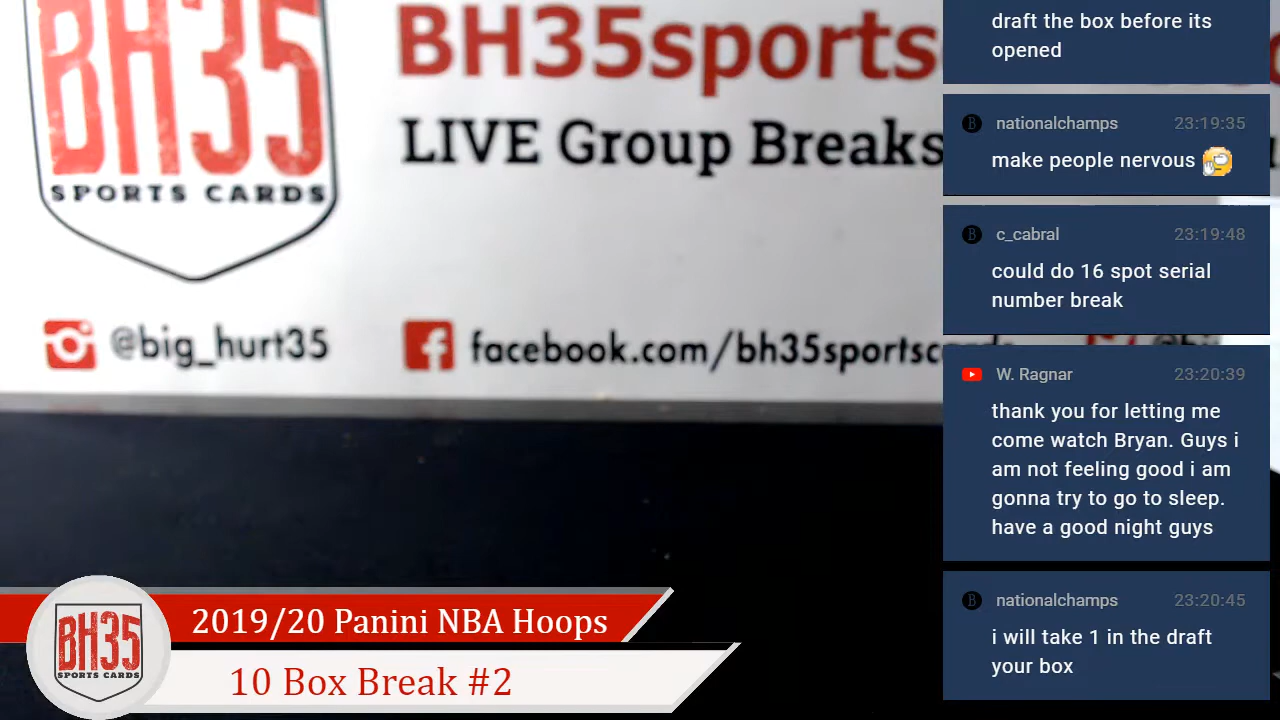 BH35
SPORTS CARDS
BH35sports
LIVE Group Breaks
@big_hurt35
facebook.com/bh35sportsc
draft the box before its
opened
nationalchamps 23:19:35
make people nervous
c_cabral 23:19:48
could do 16 spot serial
number break
W. Ragnar 23:20:39
thank you for letting me
come watch Bryan. Guys i
am not feeling good i am
gonna try to go to sleep.
have a good night guys
nationalchamps 23:20:45
i will take 1 in the draft
your box
BH35
SPORTS CARDS
2019/20 Panini NBA Hoops
10 Box Break #2